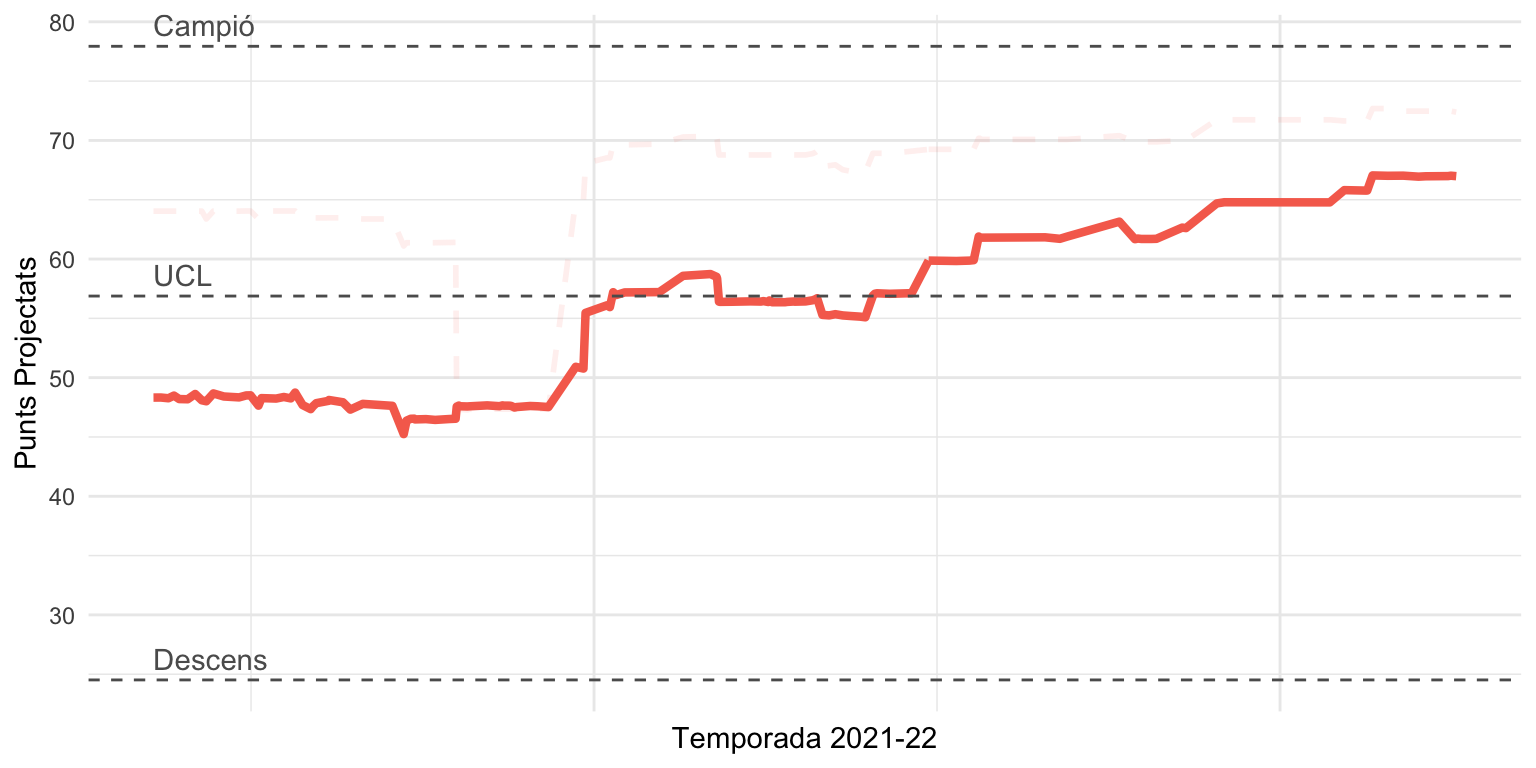 80
Campió
70
60
UCL
50
40
30
Descens
Punts Projectats
Temporada 2021-22